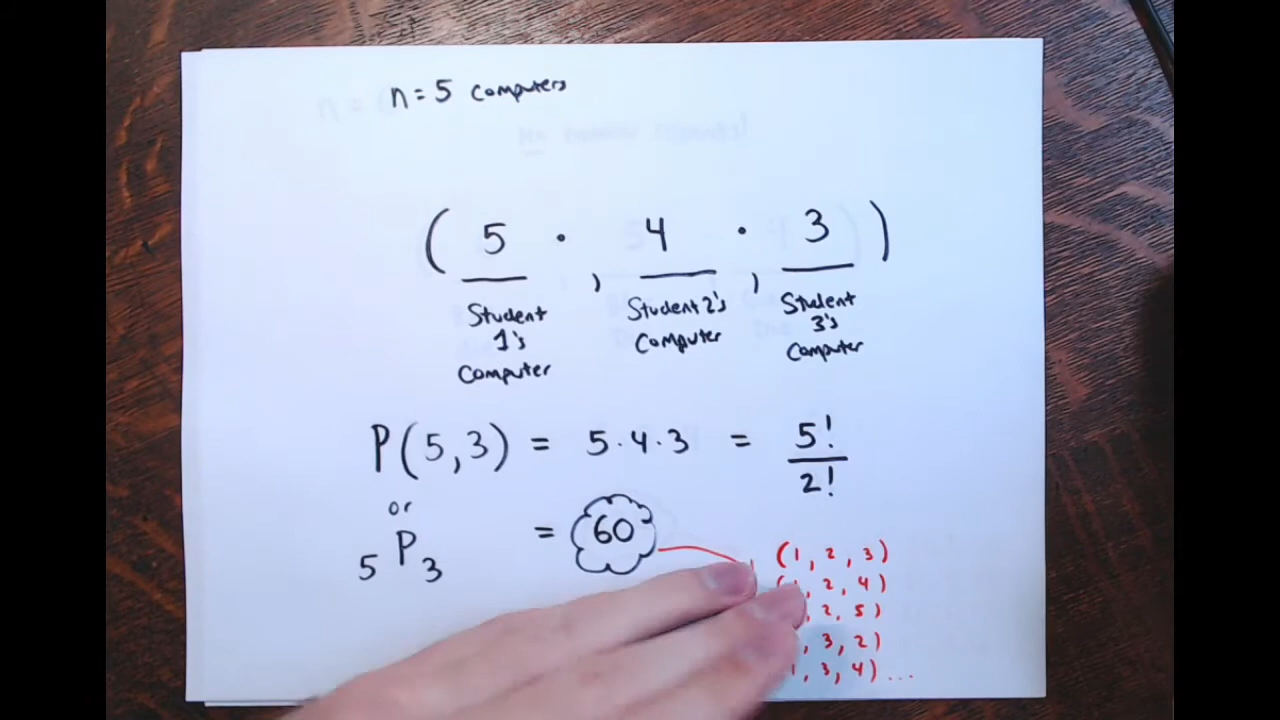 n = 5 computers
( 5 · , 4 · , 3 )
Student 1's Computer
Student 2's Computer
Student 3's Computer
P(5,3) = 5·4·3 = 5!/2!
or
5P3 = 60
(1, 2, 3)
, 2, 4)
, 2, 5)
, 3, 2)
1, 3, 4) ...